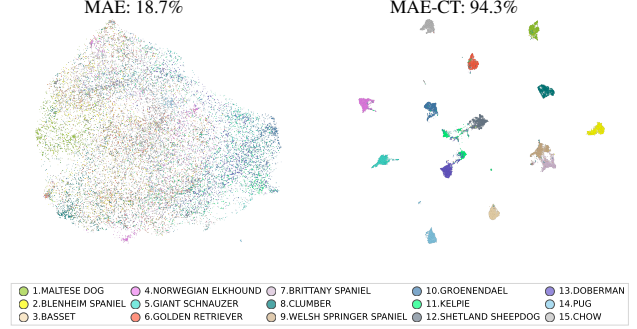 MAE: 18.7% MAE-CT: 94.3%
1.MALTESE DOG 4.NORWEGIAN ELKHOUND 7.BRITTANY SPANIEL 10.GROENENDAEL 13.DOBERMAN
2.BLENHEIM SPANIEL 5.GIANT SCHNAUZER 8.CLUMBER 11.KELPIE 14.PUG
3.BASSET 6.GOLDEN RETRIEVER 9.WELSH SPRINGER SPANIEL 12.SHETLAND SHEEPDOG 15.CHOW